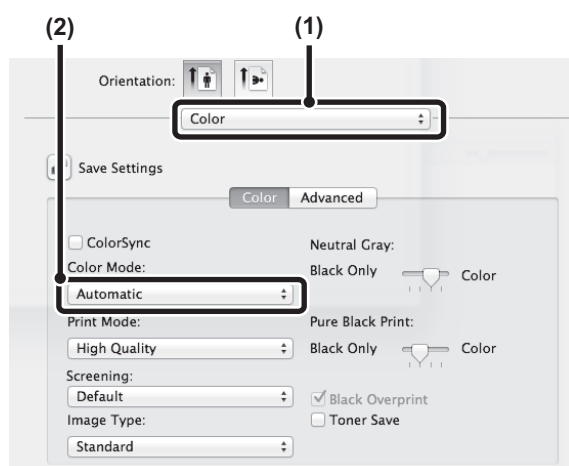 (2) (1)
Orientation:
Color
Save Settings
Color Advanced
ColorSync
Neutral Gray:
Color Mode:
Black Only Color
Automatic
Print Mode:
Pure Black Print:
High Quality
Black Only Color
Screening:
Default
Black Overprint
Image Type:
Toner Save
Standard